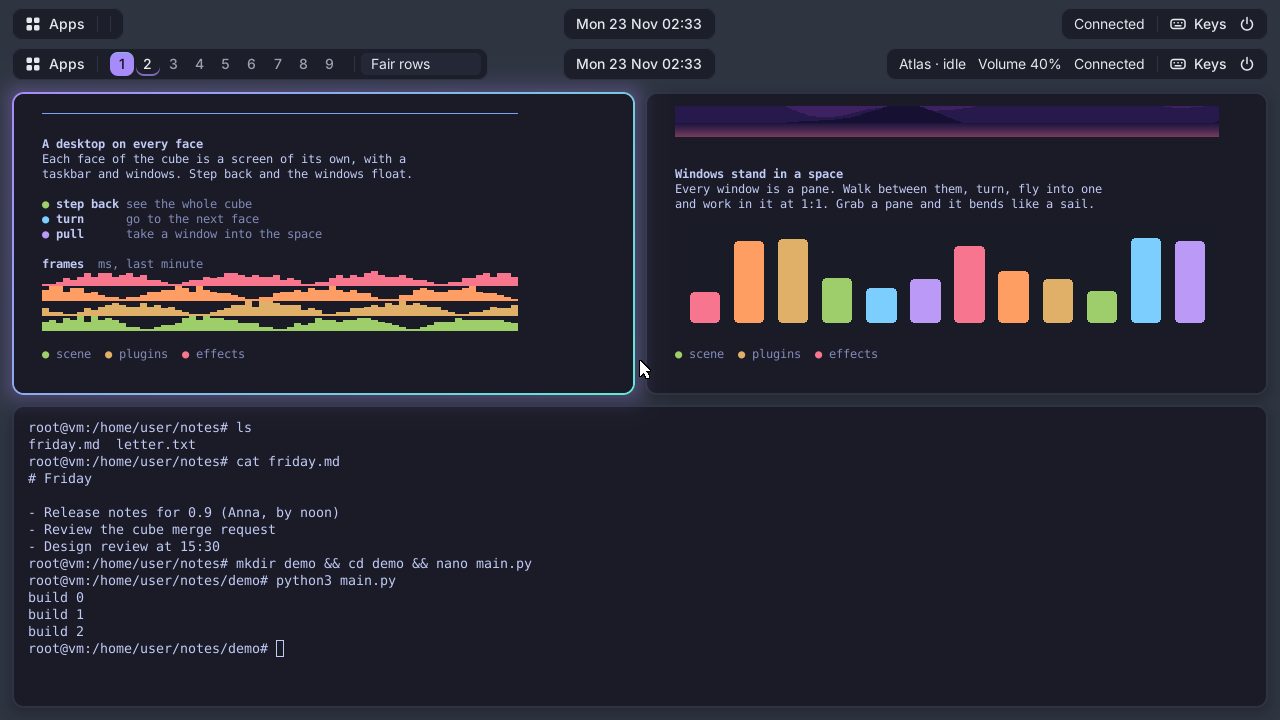 Apps
Mon 23 Nov 02:33
Connected
Keys
Apps
1 2 3 4 5 6 7 8 9
Fair rows
Mon 23 Nov 02:33
Atlas · idle Volume 40% Connected
Keys
A desktop on every face
Each face of the cube is a screen of its own, with a
taskbar and windows. Step back and the windows float.
● step back see the whole cube
● turn go to the next face
● pull take a window into the space
frames ms, last minute
● scene ● plugins ● effects
Windows stand in a space
Every window is a pane. Walk between them, turn, fly into one
and work in it at 1:1. Grab a pane and it bends like a sail.
● scene ● plugins ● effects
root@vm:/home/user/notes# ls
friday.md  letter.txt
root@vm:/home/user/notes# cat friday.md
# Friday
- Release notes for 0.9 (Anna, by noon)
- Review the cube merge request
- Design review at 15:30
root@vm:/home/user/notes# mkdir demo && cd demo && nano main.py
root@vm:/home/user/notes/demo# python3 main.py
build 0
build 1
build 2
root@vm:/home/user/notes/demo#